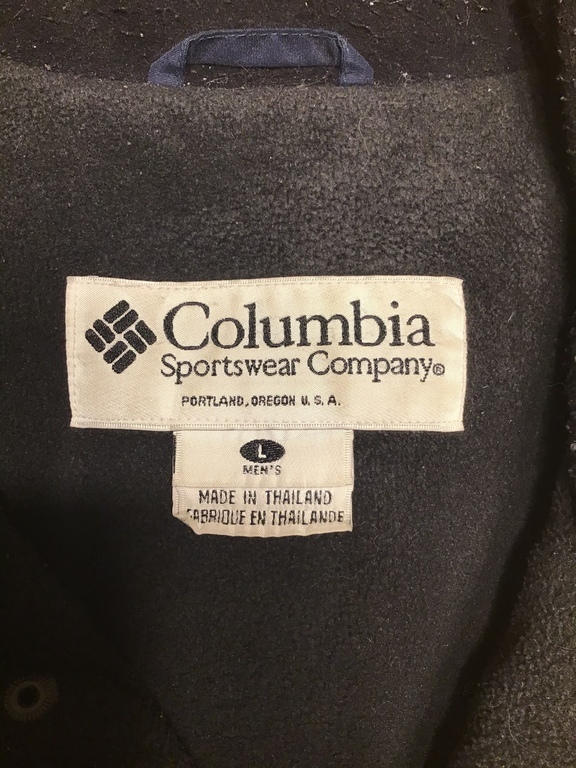 Columbia
Sportswear Company®
PORTLAND, OREGON U.S.A.
L
MEN'S
MADE IN THAILAND
FABRIQUE EN THAILANDE